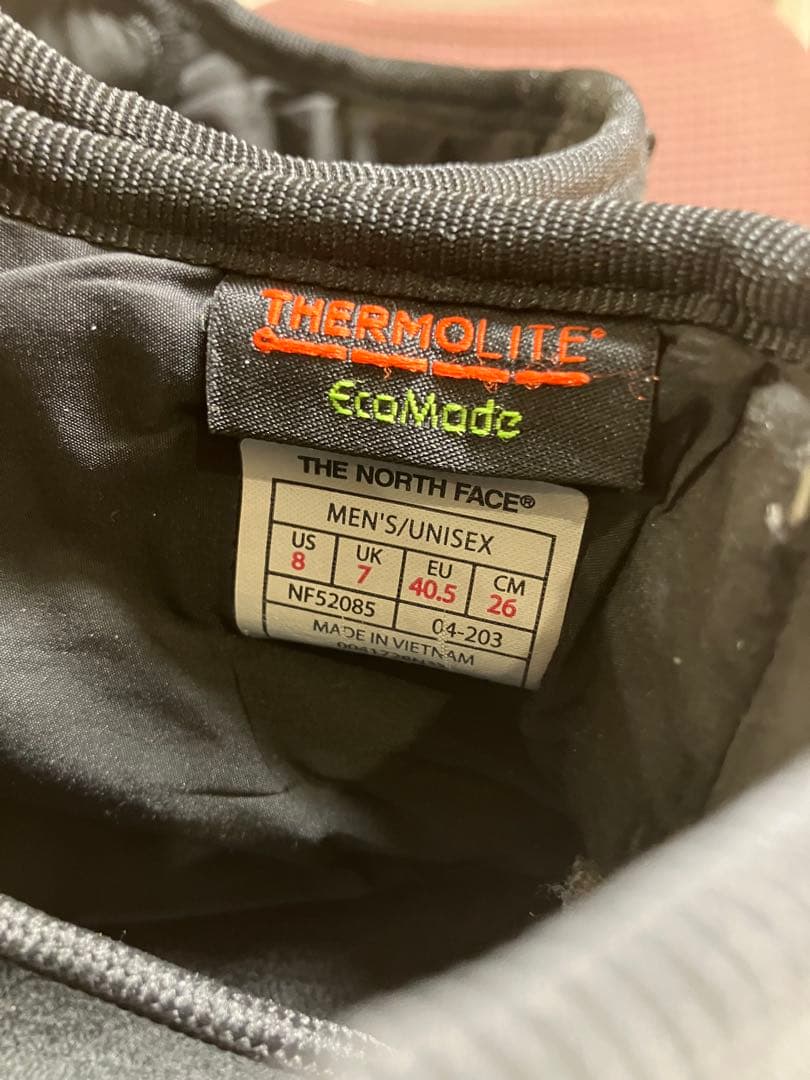 THERMOLITE®
EcoMade
THE NORTH FACE®
MEN'S/UNISEX
US UK EU CM
8 7 40.5 26
NF52085 04-203
MADE IN VIETNAM